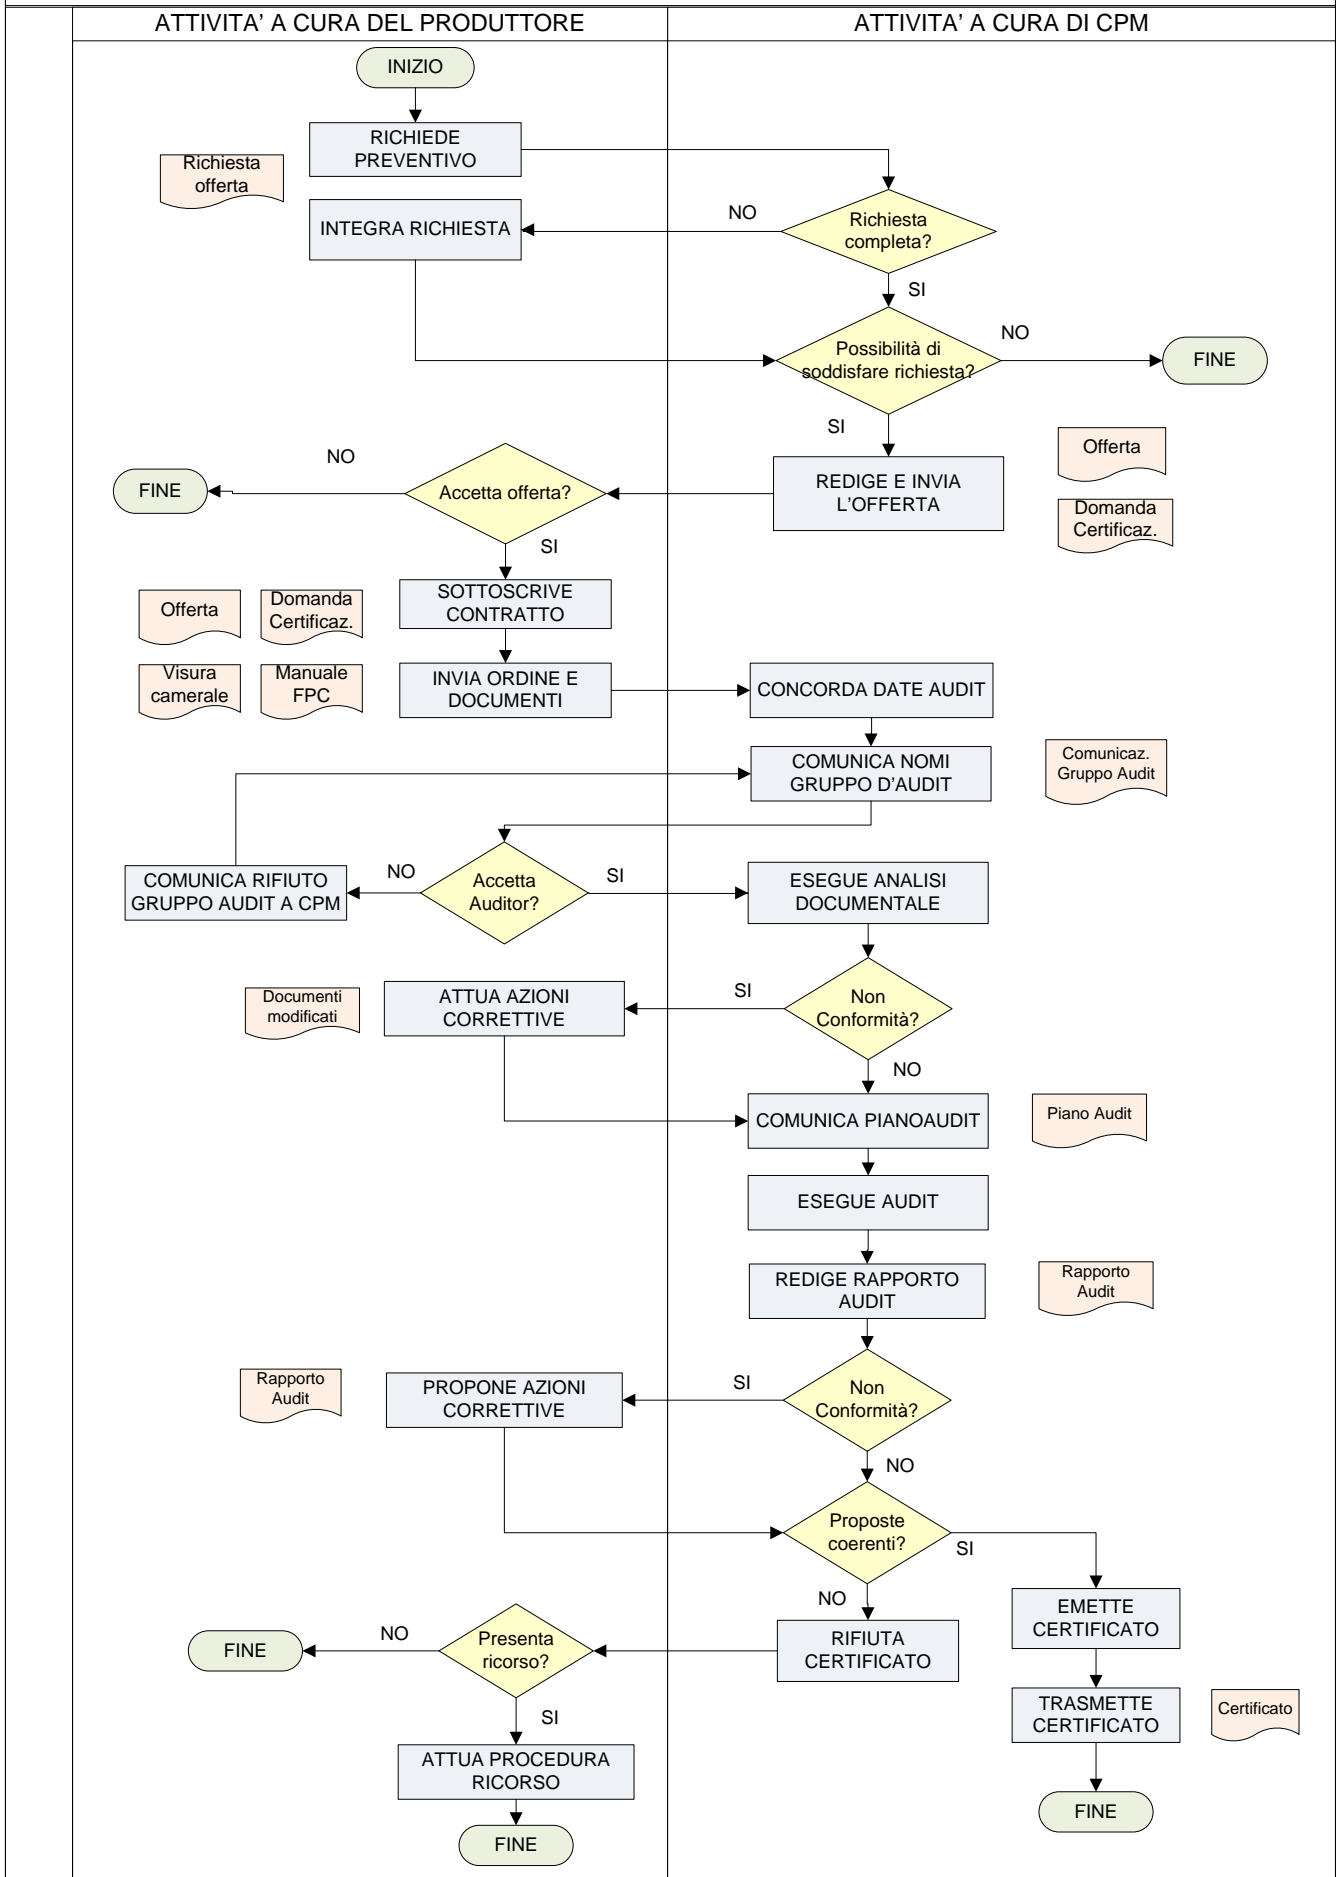 ATTIVITA' A CURA DEL PRODUTTORE
ATTIVITA' A CURA DI CPM
INIZIO
RICHIEDE
PREVENTIVO
Richiesta
offerta
INTEGRA RICHIESTA
NO
Richiesta
completa?
SI
Possibilità di
soddisfare richiesta?
NO
FINE
SI
Offerta
REDIGE E INVIA
L'OFFERTA
Domanda
Certificaz.
Accetta offerta?
NO
FINE
SI
SOTTOSCRIVE
CONTRATTO
Offerta
Domanda
Certificaz.
Visura
camerale
Manuale
FPC
INVIA ORDINE E
DOCUMENTI
CONCORDA DATE AUDIT
COMUNICA NOMI
GRUPPO D'AUDIT
Comunicaz.
Gruppo Audit
COMUNICA RIFIUTO
GRUPPO AUDIT A CPM
NO
Accetta
Auditor?
SI
ESEGUE ANALISI
DOCUMENTALE
Documenti
modificati
ATTUA AZIONI
CORRETTIVE
SI
Non
Conformità?
NO
COMUNICA PIANOAUDIT
Piano Audit
ESEGUE AUDIT
REDIGE RAPPORTO
AUDIT
Rapporto
Audit
Rapporto
Audit
PROPONE AZIONI
CORRETTIVE
SI
Non
Conformità?
NO
Proposte
coerenti?
SI
NO
EMETTE
CERTIFICATO
FINE
NO
Presenta
ricorso?
RIFIUTA
CERTIFICATO
SI
TRASMETTE
CERTIFICATO
Certificato
ATTUA PROCEDURA
RICORSO
FINE
FINE